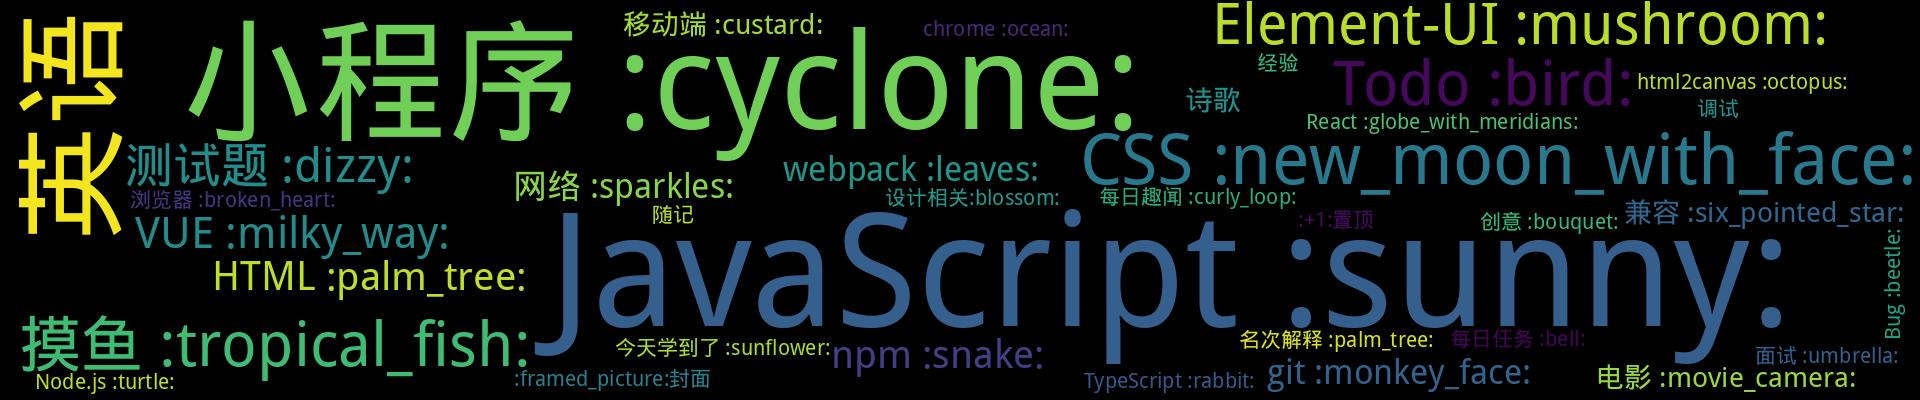 英语
小程序 :cyclone:
移动端 :custard:
chrome :ocean:
Element-UI :mushroom:
经验
Todo :bird:
html2canvas :octopus:
诗歌
调试
React :globe_with_meridians:
测试题 :dizzy:
webpack :leaves:
CSS :new_moon_with_face:
网络 :sparkles:
浏览器 :broken_heart:
设计相关:blossom:
每日趣闻 :curly_loop:
随记
:+1:置顶
创意 :bouquet:
兼容 :six_pointed_star:
VUE :milky_way:
JavaScript :sunny:
HTML :palm_tree:
Bug :beetle:
摸鱼 :tropical_fish:
今天学到了 :sunflower:
npm :snake:
名次解释 :palm_tree:
每日任务 :bell:
面试 :umbrella:
Node.js :turtle:
:framed_picture:封面
TypeScript :rabbit:
git :monkey_face:
电影 :movie_camera: